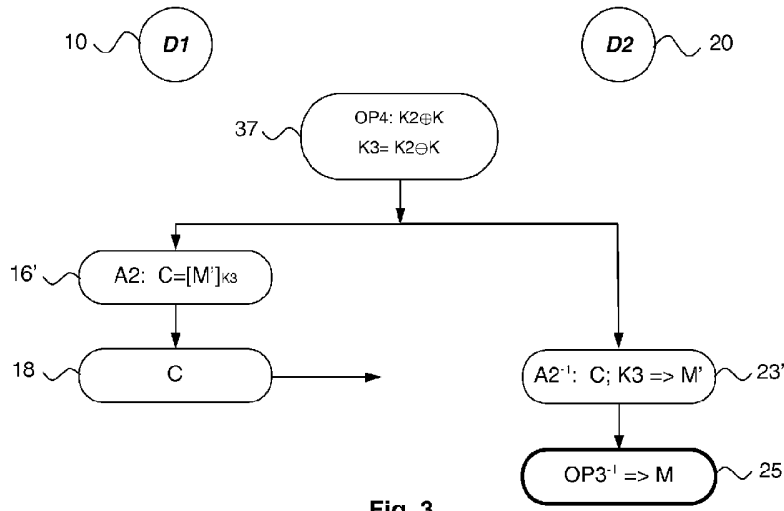 10 D1 D2 20
37
OP4: K2⊕K
K3= K2⊖K
16' A2: C=[M']K3
18 C
A2⁻¹: C; K3 => M' 23'
OP3⁻¹ => M 25
Fig. 3